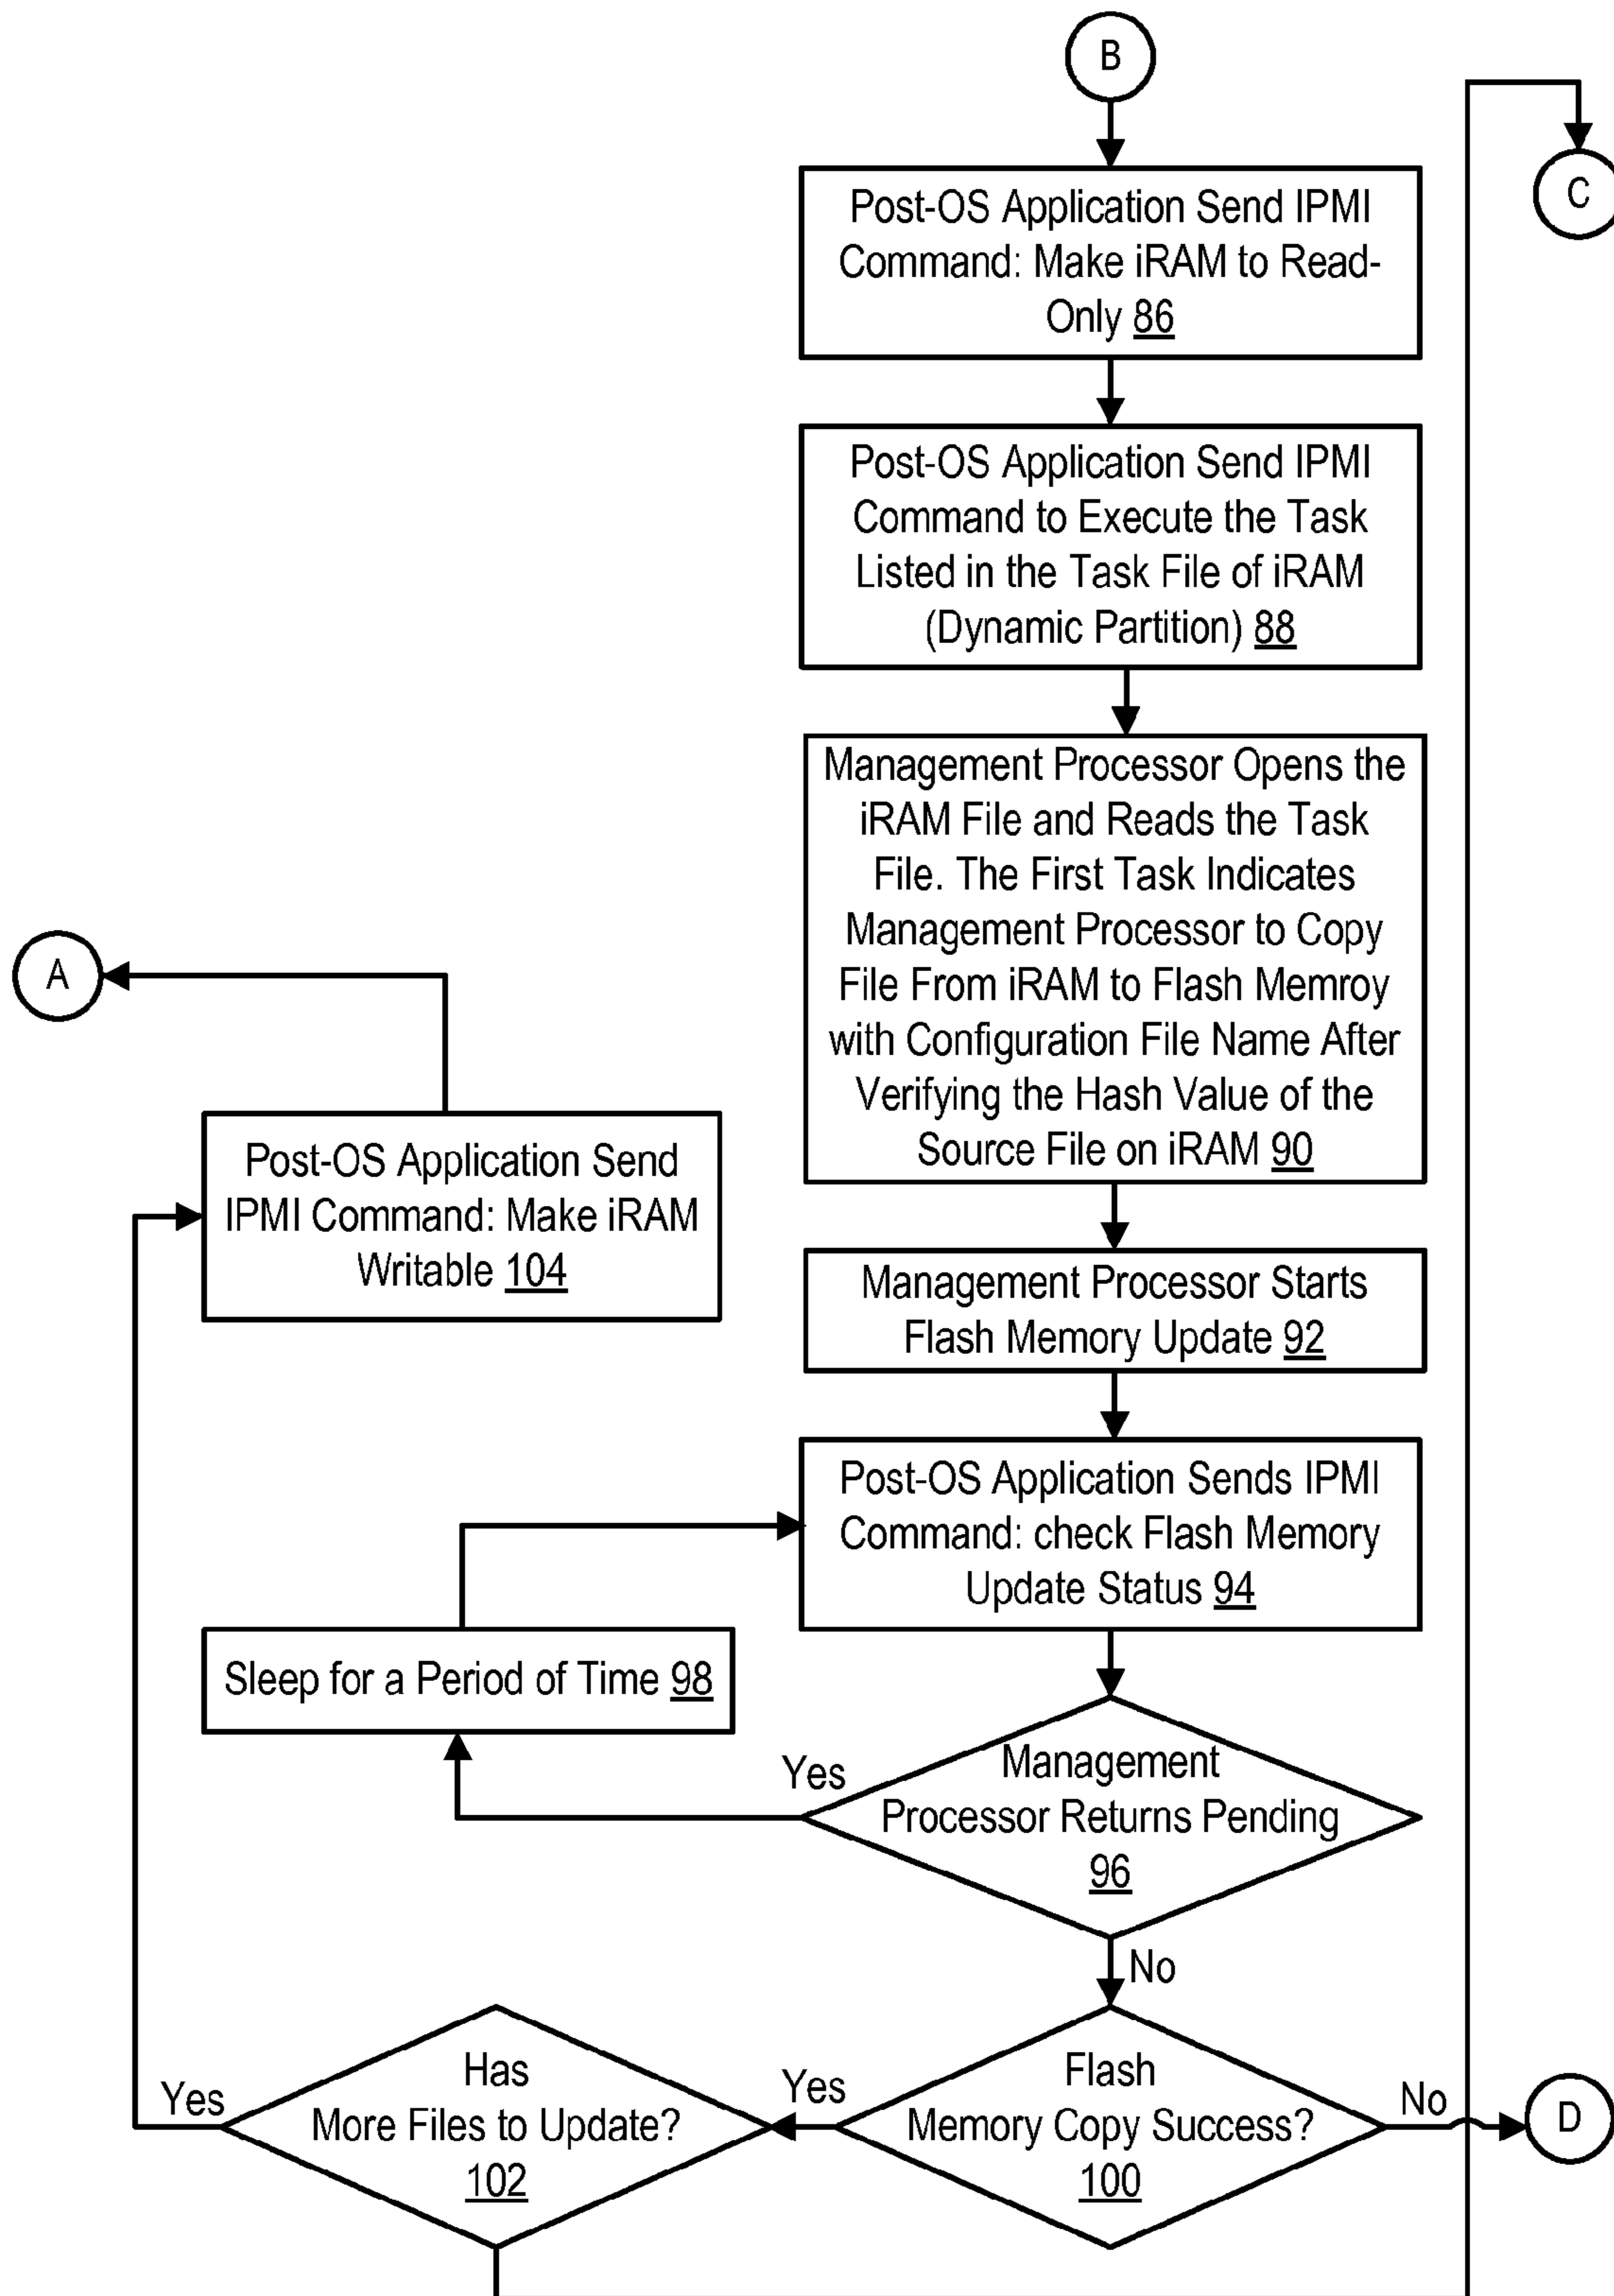 B
C
Post-OS Application Send IPMI
Command: Make iRAM to Read-
Only 86
Post-OS Application Send IPMI
Command to Execute the Task
Listed in the Task File of iRAM
(Dynamic Partition) 88
Management Processor Opens the
iRAM File and Reads the Task
File. The First Task Indicates
Management Processor to Copy
File From iRAM to Flash Memroy
with Configuration File Name After
Verifying the Hash Value of the
Source File on iRAM 90
A
Post-OS Application Send
IPMI Command: Make iRAM
Writable 104
Management Processor Starts
Flash Memory Update 92
Post-OS Application Sends IPMI
Command: check Flash Memory
Update Status 94
Sleep for a Period of Time 98
Yes
Management
Processor Returns Pending
96
No
Yes
Has
More Files to Update?
102
Yes
Flash
Memory Copy Success?
100
No
D